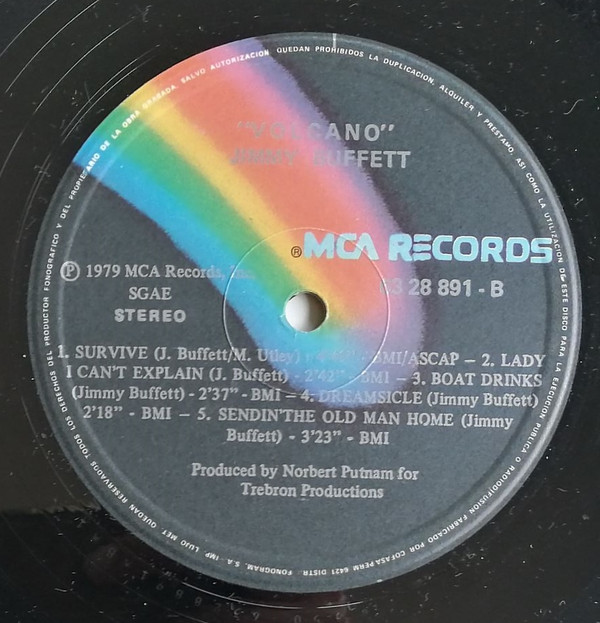 "VOLCANO"
JIMMY BUFFETT
®MCA RECORDS
Ⓟ 1979 MCA Records, Inc.
63 28 891 - B
SGAE
STEREO
1. SURVIVE (J. Buffett/M. Utley) - BMI/ASCAP – 2. LADY
I CAN'T EXPLAIN (J. Buffett) - 2'42" - BMI – 3. BOAT DRINKS
(Jimmy Buffett) - 2'37" - BMI – 4. DREAMSICLE (Jimmy Buffett)
2'18" - BMI – 5. SENDIN'THE OLD MAN HOME (Jimmy
Buffett) - 3'23" - BMI
Produced by Norbert Putnam for
Trebron Productions
QUEDAN RESERVADOS TODOS LOS DERECHOS DEL PRODUCTOR FONOGRAFICO Y DEL PROPIETARIO DE LA OBRA GRABADA. SALVO AUTORIZACION QUEDAN PROHIBIDOS LA DUPLICACION, ALQUILER Y PRESTAMO, ASI COMO LA UTILIZACION DE ESTE DISCO PARA LA EJECUCION PUBLICA O RADIODIFUSION FABRICADO POR COFASA PERM 6421 DISTR. FONOGRAM, S.A. - IMP. LUJO MET